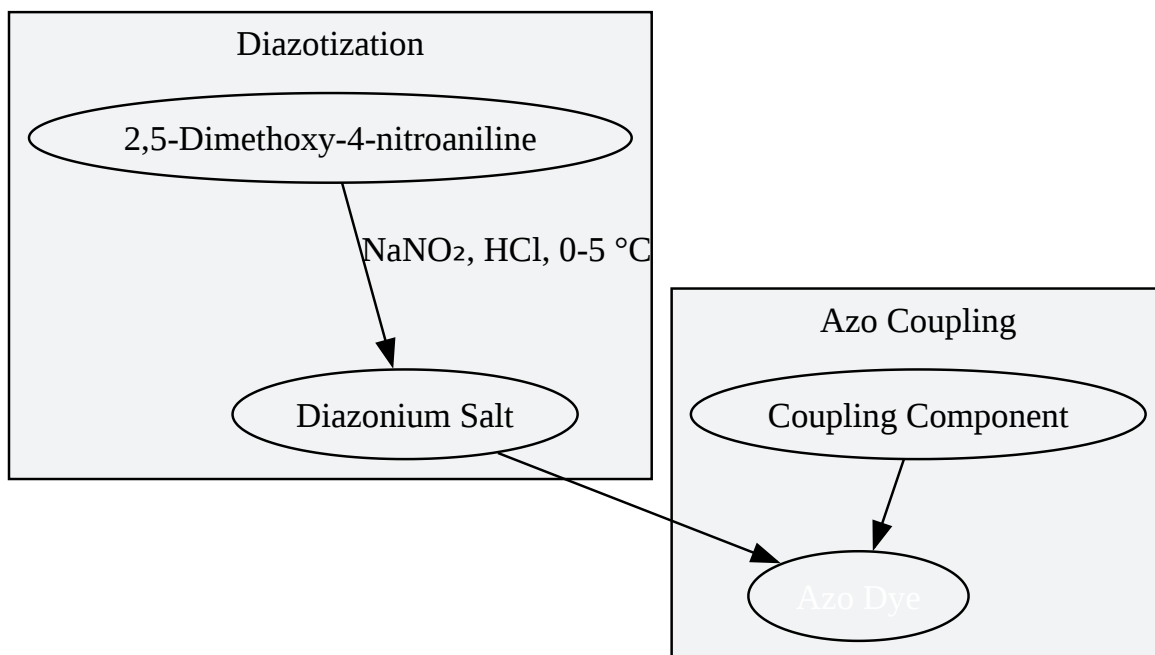 Diazotization
2,5-Dimethoxy-4-nitroaniline
NaNO₂, HCl, 0-5 °C
Diazonium Salt
Azo Coupling
Coupling Component
Azo Dye